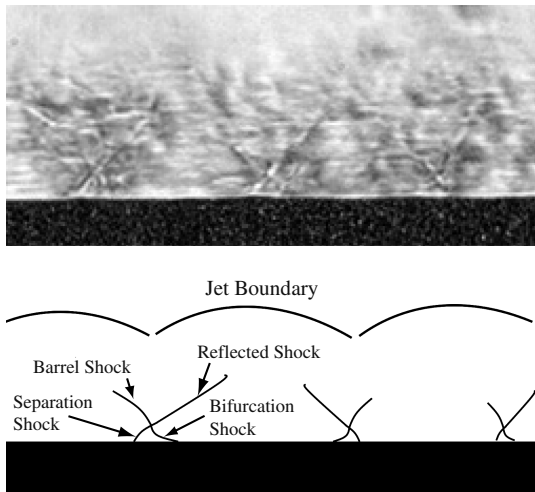 Jet Boundary
Reflected Shock
Barrel Shock
Separation
Shock
Bifurcation
Shock